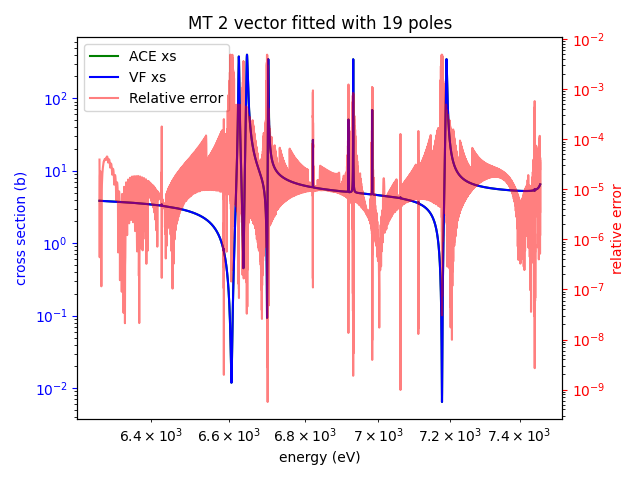 MT 2 vector fitted with 19 poles
ACE xs
VF xs
Relative error
cross section (b)
10²
10¹
10⁰
10⁻¹
10⁻²
relative error
10⁻²
10⁻³
10⁻⁴
10⁻⁵
10⁻⁶
10⁻⁷
10⁻⁸
10⁻⁹
6.4 × 10³ 6.6 × 10³ 6.8 × 10³ 7 × 10³ 7.2 × 10³ 7.4 × 10³
energy (eV)